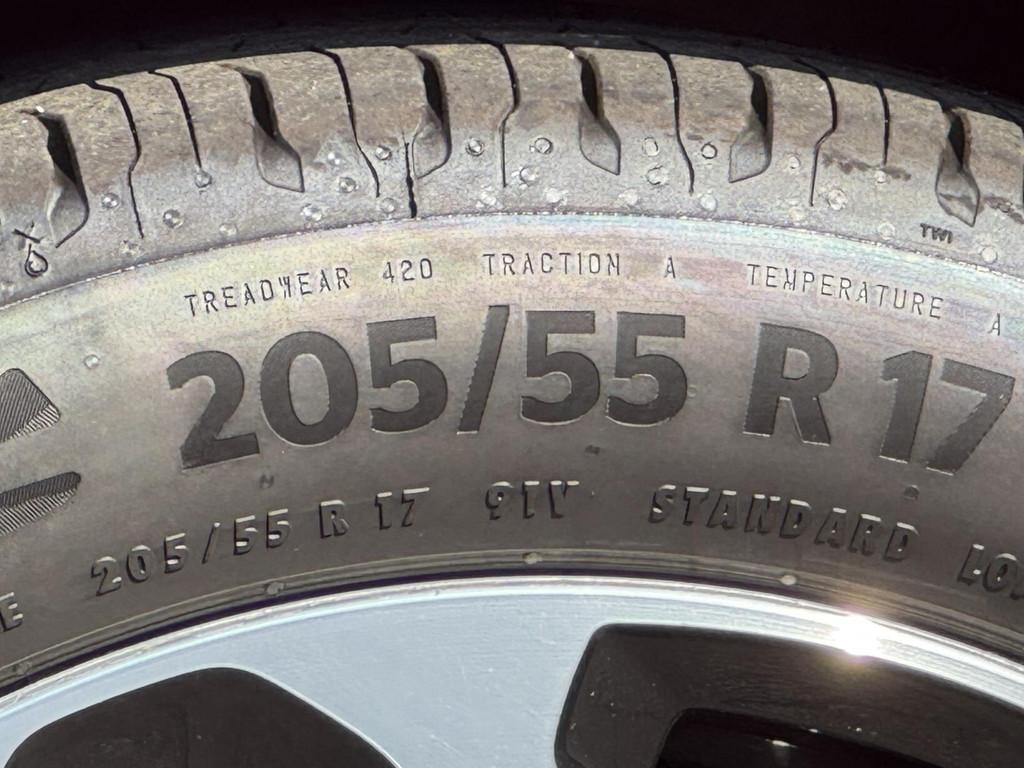 TWI
TREADWEAR 420 TRACTION A TEMPERATURE A
205/55 R 17
205/55 R 17 91V STANDARD